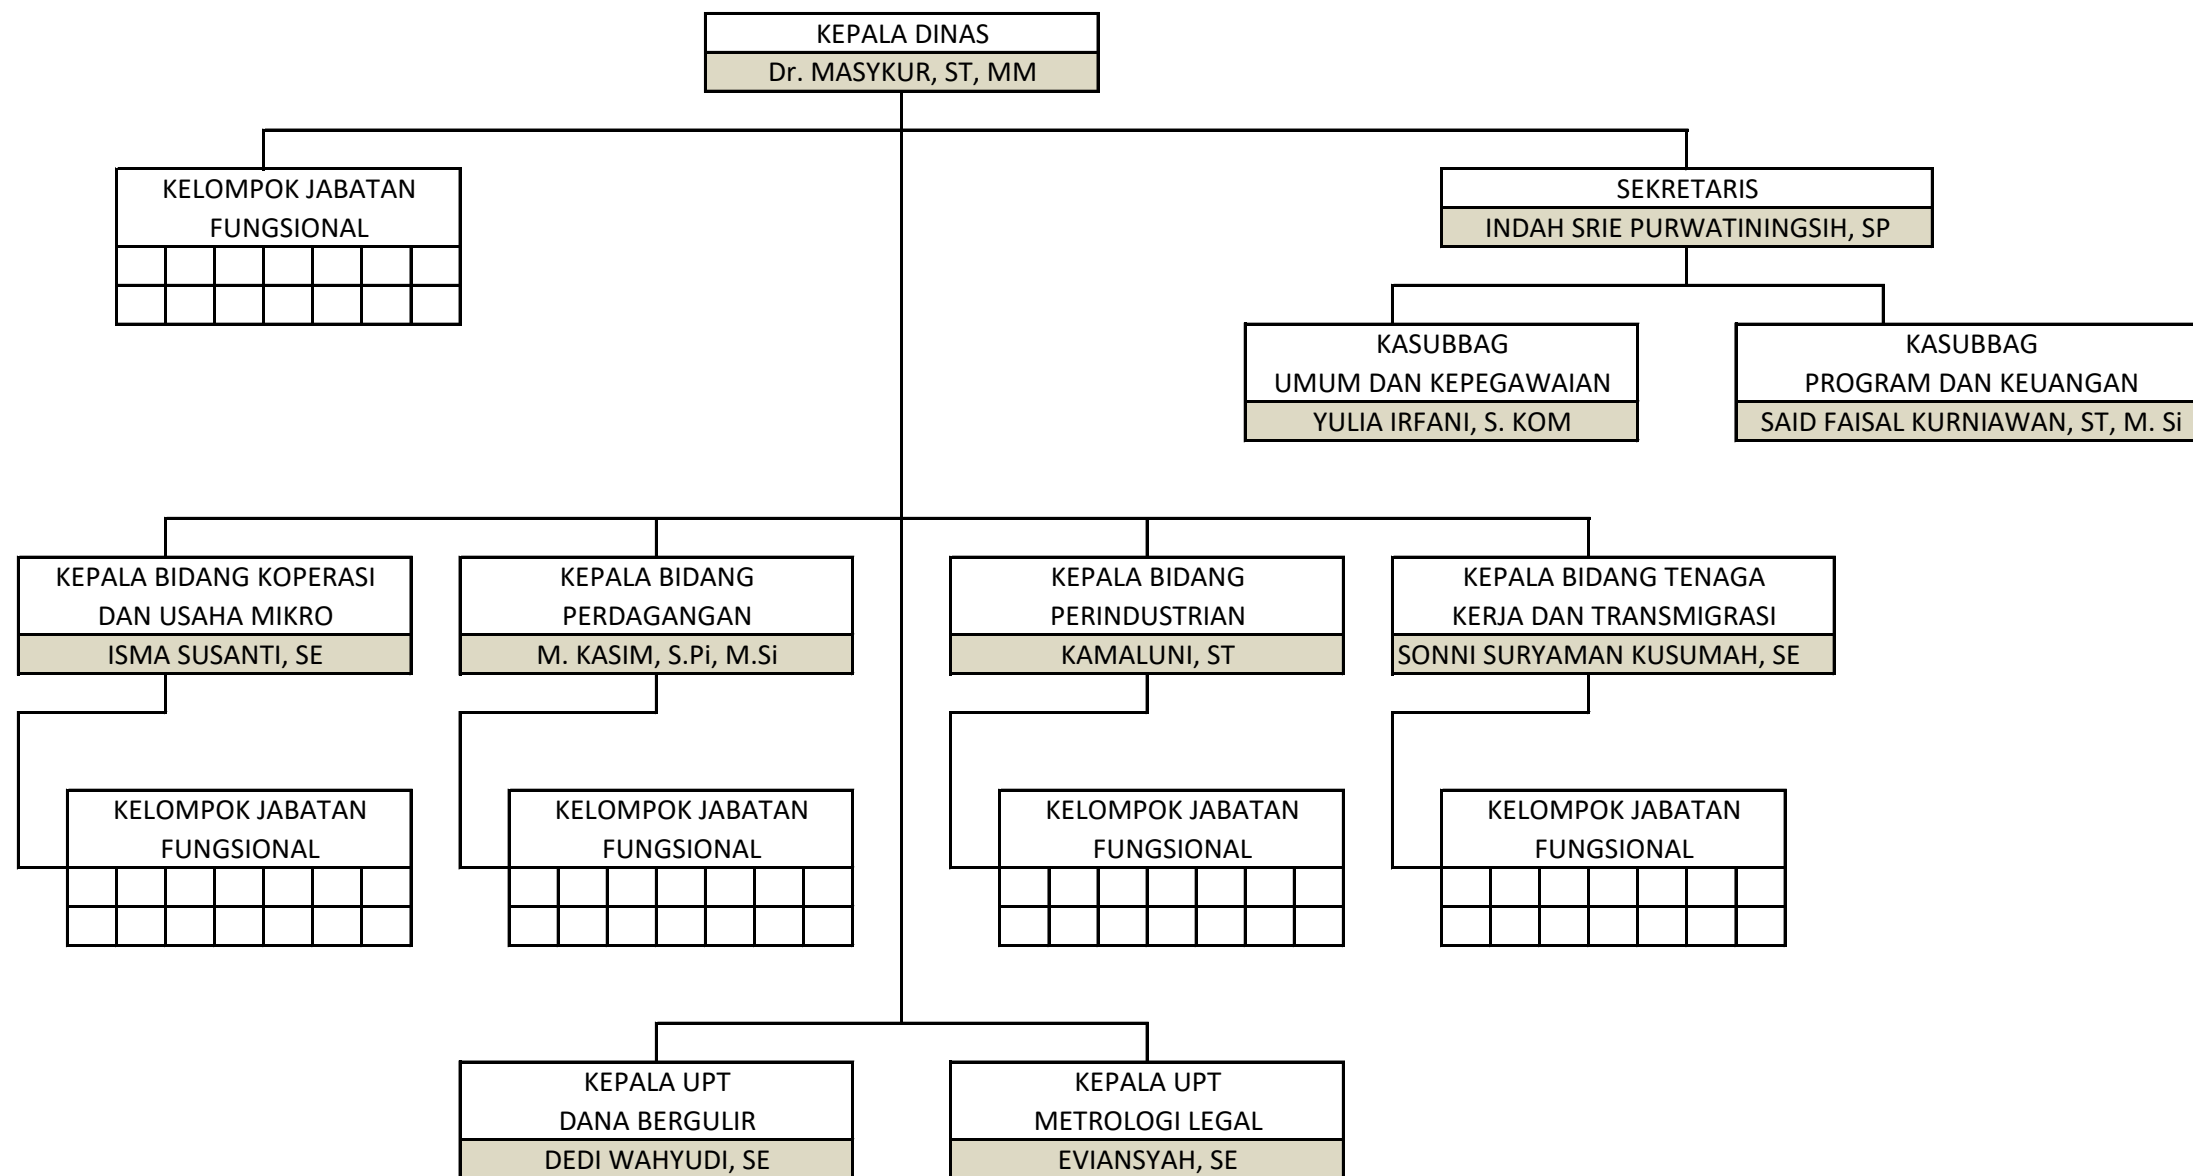 KEPALA DINAS
Dr. MASYKUR, ST, MM
KELOMPOK JABATAN
FUNGSIONAL
SEKRETARIS
INDAH SRIE PURWATININGSIH, SP
KASUBBAG
UMUM DAN KEPEGAWAIAN
YULIA IRFANI, S. KOM
KASUBBAG
PROGRAM DAN KEUANGAN
SAID FAISAL KURNIAWAN, ST, M. Si
KEPALA BIDANG KOPERASI
DAN USAHA MIKRO
ISMA SUSANTI, SE
KEPALA BIDANG
PERDAGANGAN
M. KASIM, S.Pi, M.Si
KEPALA BIDANG
PERINDUSTRIAN
KAMALUNI, ST
KEPALA BIDANG TENAGA
KERJA DAN TRANSMIGRASI
SONNI SURYAMAN KUSUMAH, SE
KELOMPOK JABATAN
FUNGSIONAL
KELOMPOK JABATAN
FUNGSIONAL
KELOMPOK JABATAN
FUNGSIONAL
KELOMPOK JABATAN
FUNGSIONAL
KEPALA UPT
DANA BERGULIR
DEDI WAHYUDI, SE
KEPALA UPT
METROLOGI LEGAL
EVIANSYAH, SE